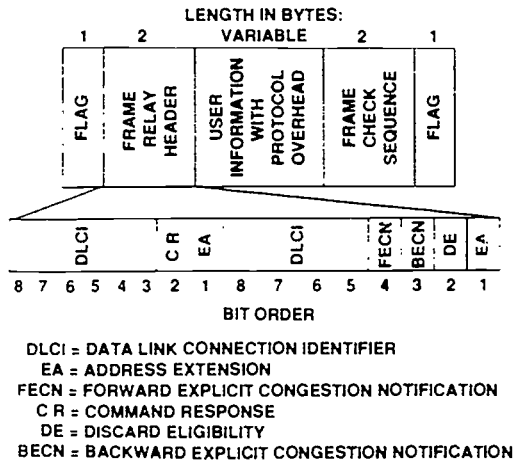 LENGTH IN BYTES:
1 2 VARIABLE 2 1
FLAG
FRAME
RELAY
HEADER
USER
INFORMATION
WITH
PROTOCOL
OVERHEAD
FRAME
CHECK
SEQUENCE
FLAG
DLCI C R EA DLCI FECN BECN DE EA
8 7 6 5 4 3 2 1 8 7 6 5 4 3 2 1
BIT ORDER
DLCI = DATA LINK CONNECTION IDENTIFIER
EA = ADDRESS EXTENSION
FECN = FORWARD EXPLICIT CONGESTION NOTIFICATION
C R = COMMAND RESPONSE
DE = DISCARD ELIGIBILITY
BECN = BACKWARD EXPLICIT CONGESTION NOTIFICATION